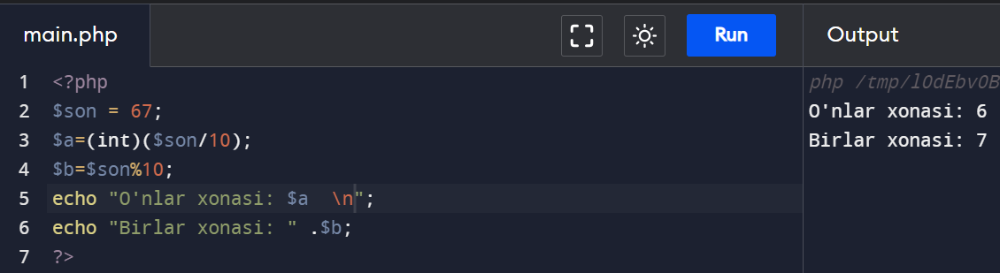 main.php
Run
Output
1 <?php
2 $son = 67;
3 $a=(int)($son/10);
4 $b=$son%10;
5 echo "O'nlar xonasi: $a  \n";
6 echo "Birlar xonasi: " .$b;
7 ?>
php /tmp/lOdEbvOB
O'nlar xonasi: 6
Birlar xonasi: 7